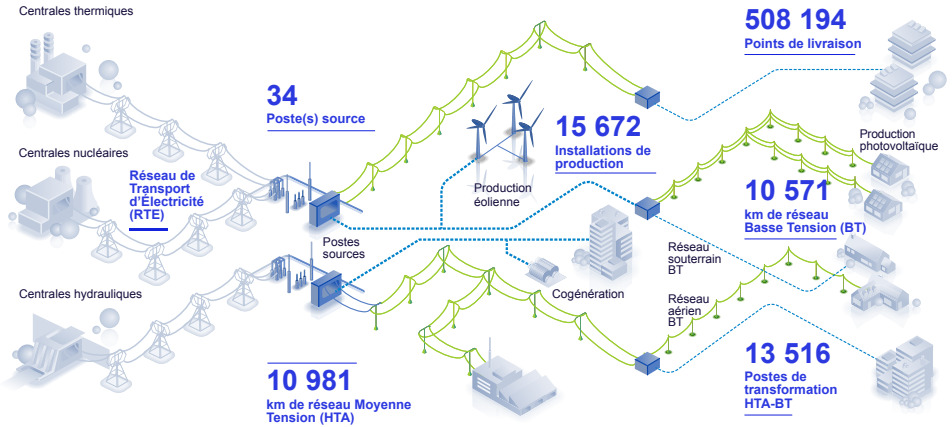 Centrales thermiques
508 194
Points de livraison
34
Poste(s) source
15 672
Installations de
production
Production
photovoltaïque
Centrales nucléaires
Réseau de
Transport
d'Électricité
(RTE)
Production
éolienne
10 571
km de réseau
Basse Tension (BT)
Postes
sources
Réseau
souterrain
BT
Centrales hydrauliques
Cogénération
Réseau
aérien
BT
10 981
km de réseau Moyenne
Tension (HTA)
13 516
Postes de
transformation
HTA-BT